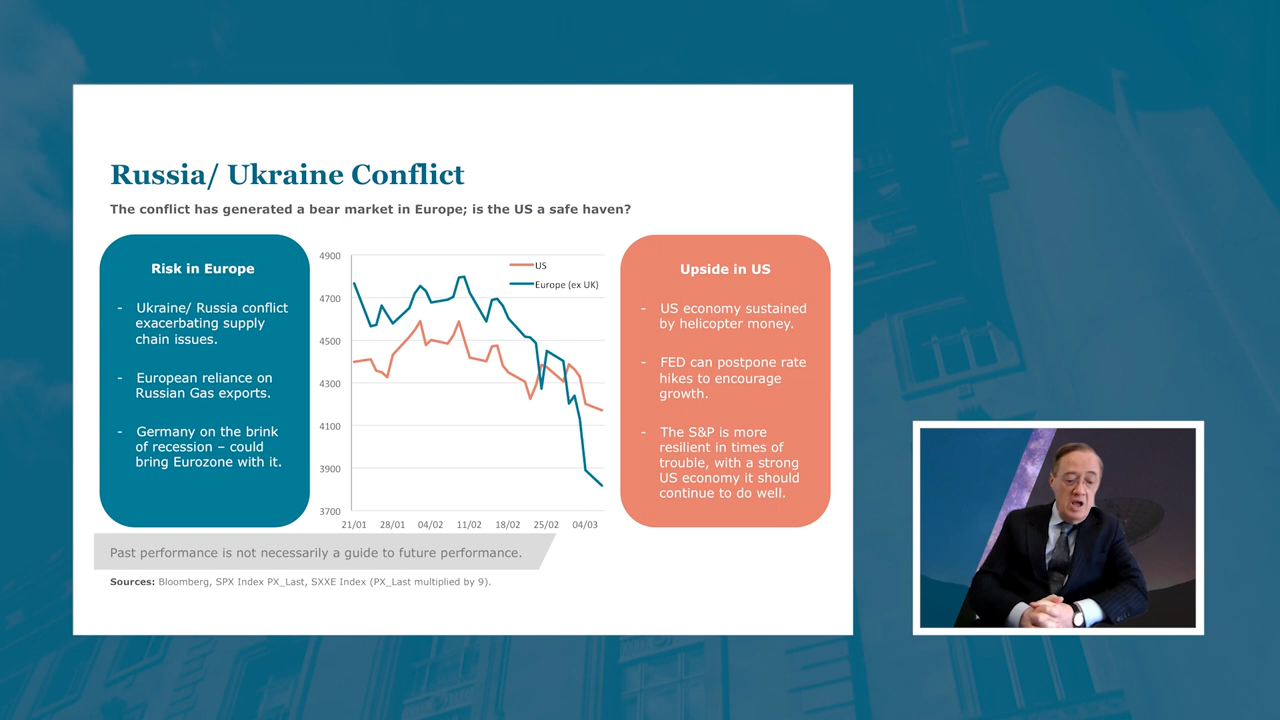 Russia/ Ukraine Conflict
The conflict has generated a bear market in Europe; is the US a safe haven?
Risk in Europe
- Ukraine/ Russia conflict
exacerbating supply
chain issues.
- European reliance on
Russian Gas exports.
- Germany on the brink
of recession – could
bring Eurozone with it.
4900
4700
4500
4300
4100
3900
3700
US
Europe (ex UK)
21/01 28/01 04/02 11/02 18/02 25/02 04/03
Upside in US
- US economy sustained
by helicopter money.
- FED can postpone rate
hikes to encourage
growth.
- The S&P is more
resilient in times of
trouble, with a strong
US economy it should
continue to do well.
Past performance is not necessarily a guide to future performance.
Sources: Bloomberg, SPX Index PX_Last, SXXE Index (PX_Last multiplied by 9).